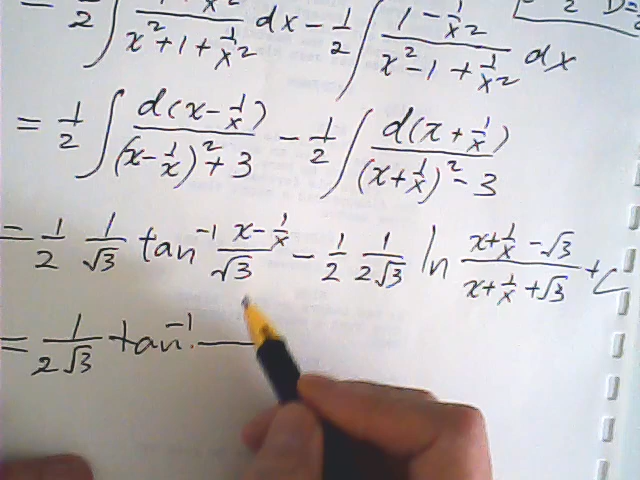 = 1/2 ∫ (1 + 1/x²)/(x² + 1 + 1/x²) dx − 1/2 ∫ (1 − 1/x²)/(x² − 1 + 1/x²) dx
= 1/2 ∫ d(x − 1/x)/((x − 1/x)² + 3) − 1/2 ∫ d(x + 1/x)/((x + 1/x)² − 3)
= 1/2 1/√3 tan⁻¹ (x − 1/x)/√3 − 1/2 1/(2√3) ln (x + 1/x − √3)/(x + 1/x + √3) + C
= 1/(2√3) tan⁻¹